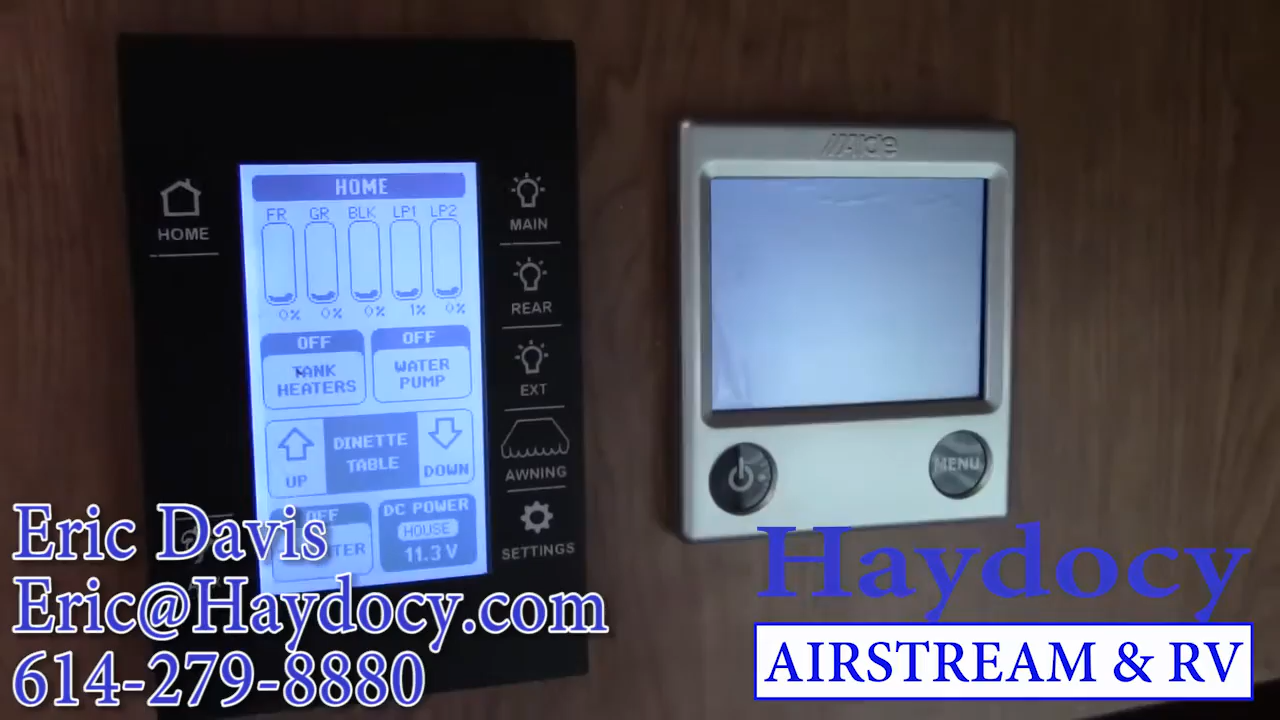 HOME
HOME
FR GR BLK LP1 LP2
0% 0% 0% 1% 0%
OFF
TANK
HEATERS
OFF
WATER
PUMP
UP
DINETTE
TABLE
DOWN
OFF
DC POWER
HOUSE
11.3 V
MAIN
REAR
EXT
AWNING
SETTINGS
Alde
MENU
Eric Davis
Eric@Haydocy.com
614-279-8880
Haydocy
AIRSTREAM & RV